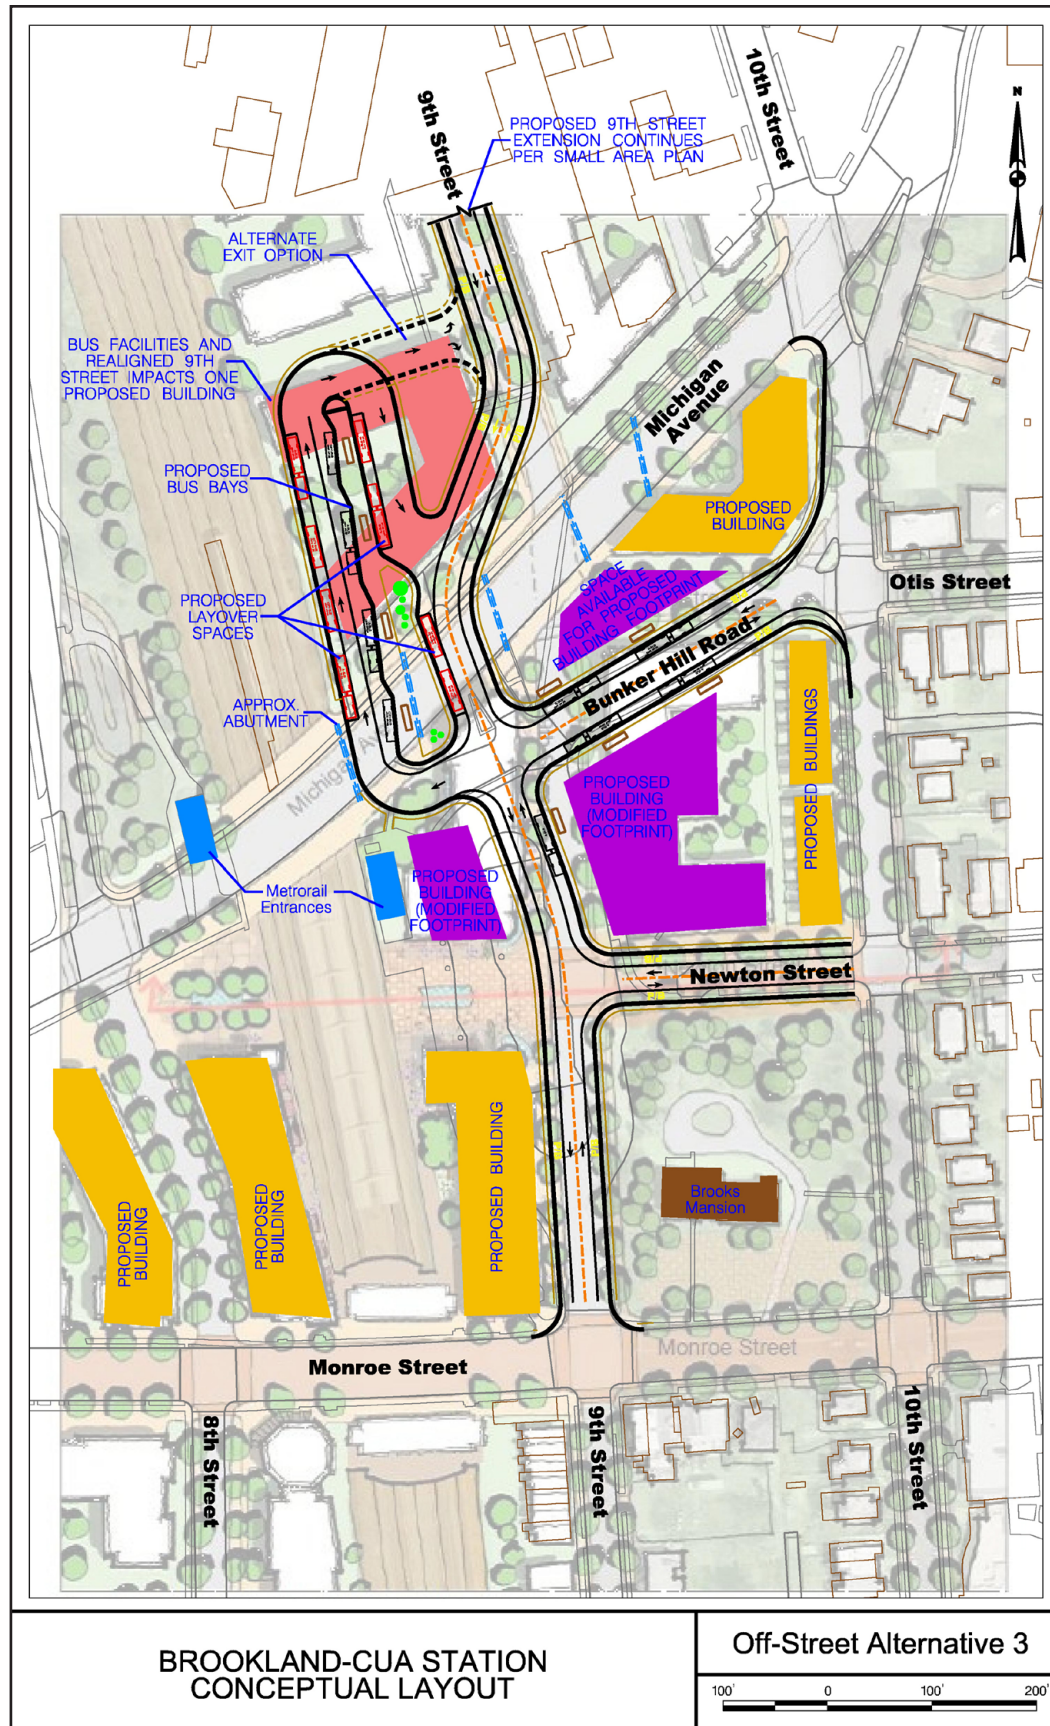 9th Street
10th Street
PROPOSED 9TH STREET
EXTENSION CONTINUES
PER SMALL AREA PLAN
N
ALTERNATE
EXIT OPTION
BUS FACILITIES AND
REALIGNED 9TH
STREET IMPACTS ONE
PROPOSED BUILDING
Michigan
Avenue
PROPOSED
BUS BAYS
PROPOSED
BUILDING
Otis Street
SPACE
AVAILABLE
FOR PROPOSED
BUILDING FOOTPRINT
PROPOSED
LAYOVER
SPACES
Bunker Hill Road
APPROX.
ABUTMENT
PROPOSED BUILDINGS
PROPOSED
BUILDING
(MODIFIED
FOOTPRINT)
Metrorail
Entrances
PROPOSED
BUILDING
(MODIFIED
FOOTPRINT)
Newton Street
PROPOSED
BUILDING
PROPOSED
BUILDING
PROPOSED BUILDING
Brooks
Mansion
Monroe Street
Monroe Street
8th Street
9th Street
10th Street
BROOKLAND-CUA STATION
CONCEPTUAL LAYOUT
Off-Street Alternative 3
100' 0 100' 200'